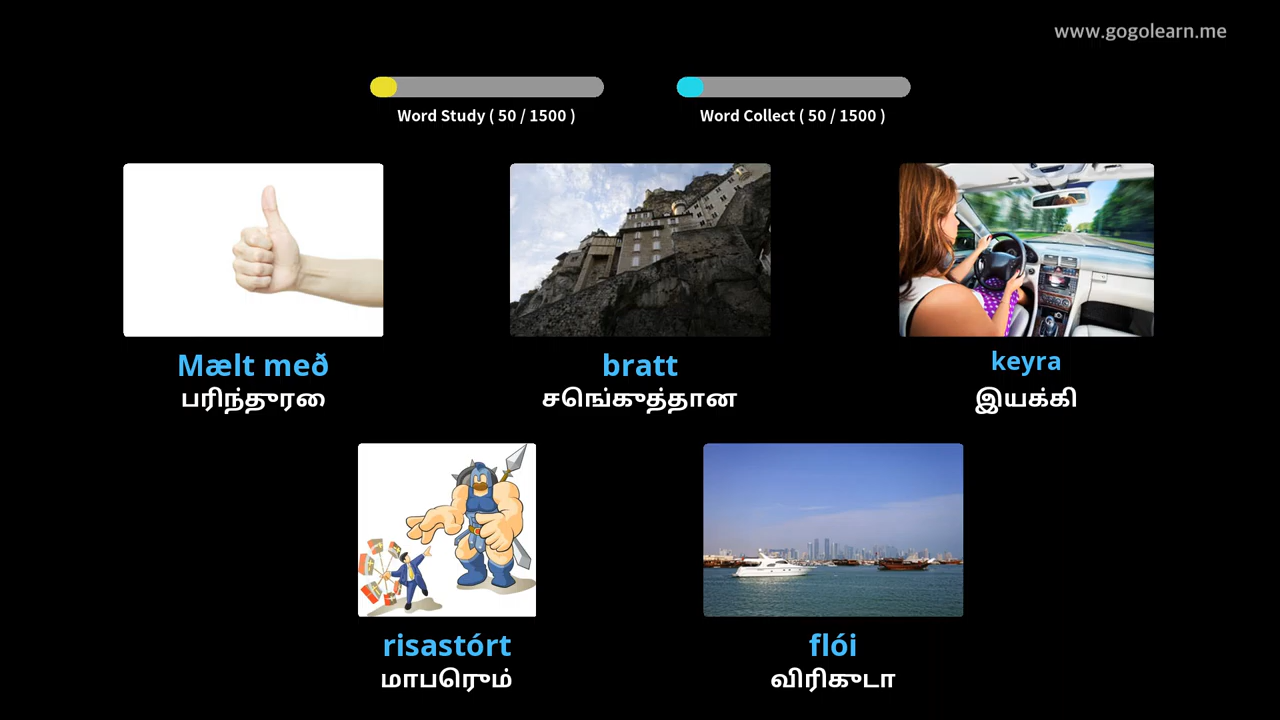 www.gogolearn.me
Word Study ( 50 / 1500 )
Word Collect ( 50 / 1500 )
Mælt með
பரிந்துரை
bratt
செங்குத்தான
keyra
இயக்கி
risastórt
மாபெரும்
flói
விரிகுடா